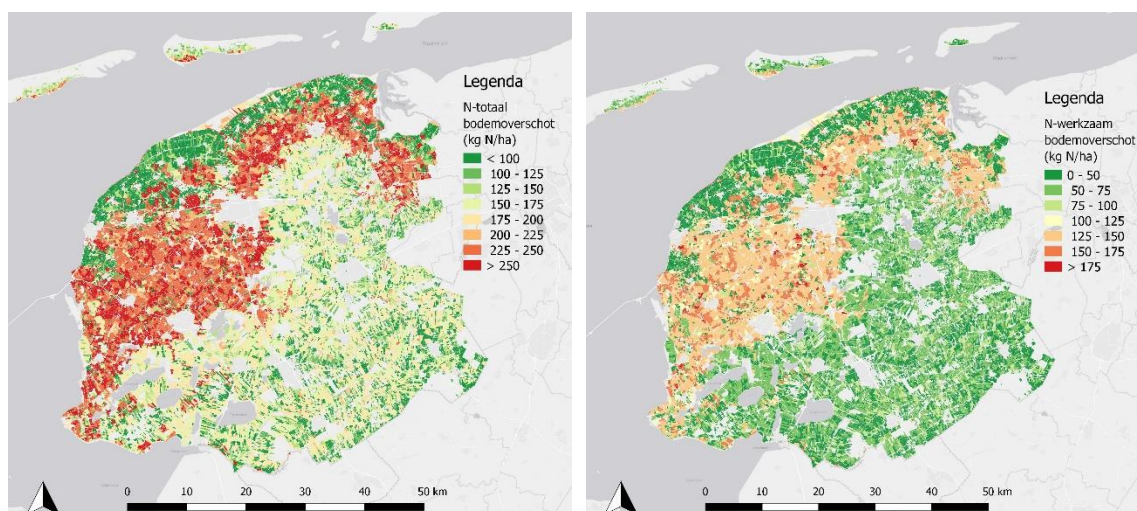 Legenda
N-totaal
bodemoverschot
(kg N/ha)
< 100
100 - 125
125 - 150
150 - 175
175 - 200
200 - 225
225 - 250
> 250
0 10 20 30 40 50 km
Legenda
N-werkzaam
bodemoverschot
(kg N/ha)
0 - 50
50 - 75
75 - 100
100 - 125
125 - 150
150 - 175
> 175
0 10 20 30 40 50 km